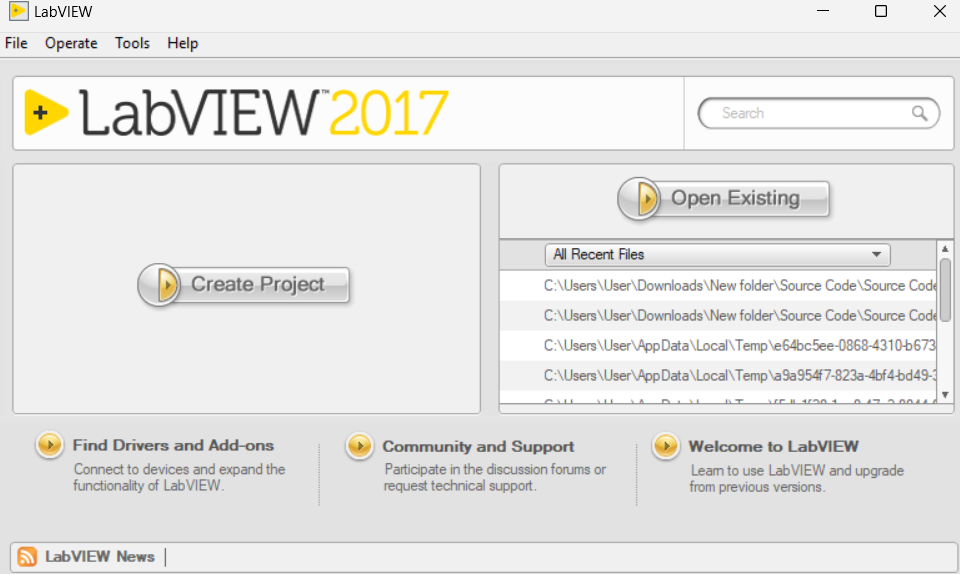 LabVIEW
File Operate Tools Help
LabVIEW™ 2017
Search
Create Project
Open Existing
All Recent Files
C:\Users\User\Downloads\New folder\Source Code\Source Code
C:\Users\User\Downloads\New folder\Source Code\Source Code
C:\Users\User\AppData\Local\Temp\e64bc5ee-0868-4310-b673
C:\Users\User\AppData\Local\Temp\a9a954f7-823a-4bf4-bd49-3
Find Drivers and Add-ons
Connect to devices and expand the
functionality of LabVIEW.
Community and Support
Participate in the discussion forums or
request technical support.
Welcome to LabVIEW
Learn to use LabVIEW and upgrade
from previous versions.
LabVIEW News